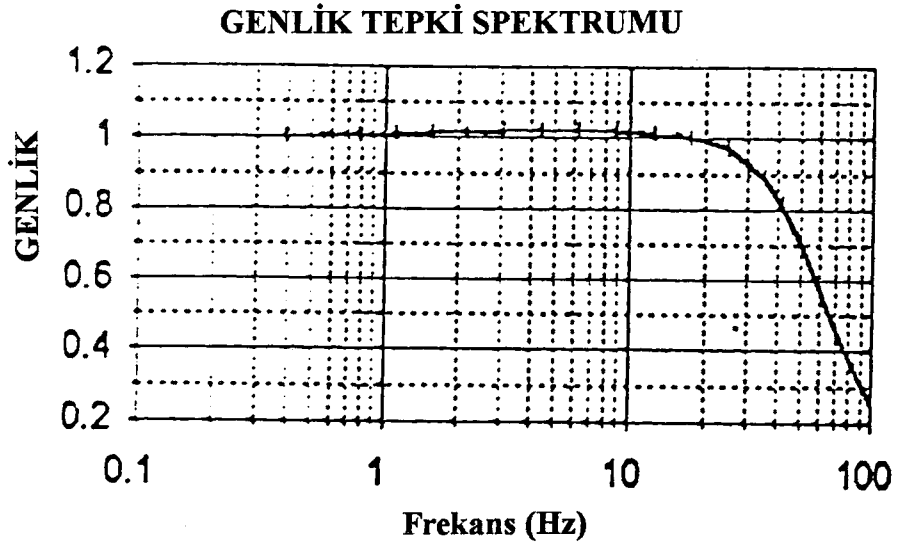 GENLİK TEPKİ SPEKTRUMU
GENLİK
1.2
1
0.8
0.6
0.4
0.2
0.1 1 10 100
Frekans (Hz)